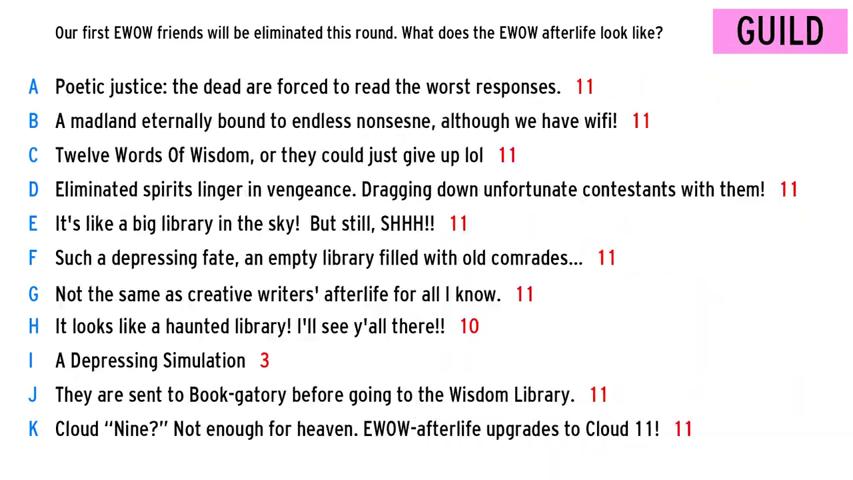 Our first EWOW friends will be eliminated this round. What does the EWOW afterlife look like?
GUILD
A Poetic justice: the dead are forced to read the worst responses. 11
B A madland eternally bound to endless nonsesne, although we have wifi! 11
C Twelve Words Of Wisdom, or they could just give up lol 11
D Eliminated spirits linger in vengeance. Dragging down unfortunate contestants with them! 11
E It's like a big library in the sky! But still, SHHH!! 11
F Such a depressing fate, an empty library filled with old comrades... 11
G Not the same as creative writers' afterlife for all I know. 11
H It looks like a haunted library! I'll see y'all there!! 10
I A Depressing Simulation 3
J They are sent to Book-gatory before going to the Wisdom Library. 11
K Cloud “Nine?” Not enough for heaven. EWOW-afterlife upgrades to Cloud 11! 11